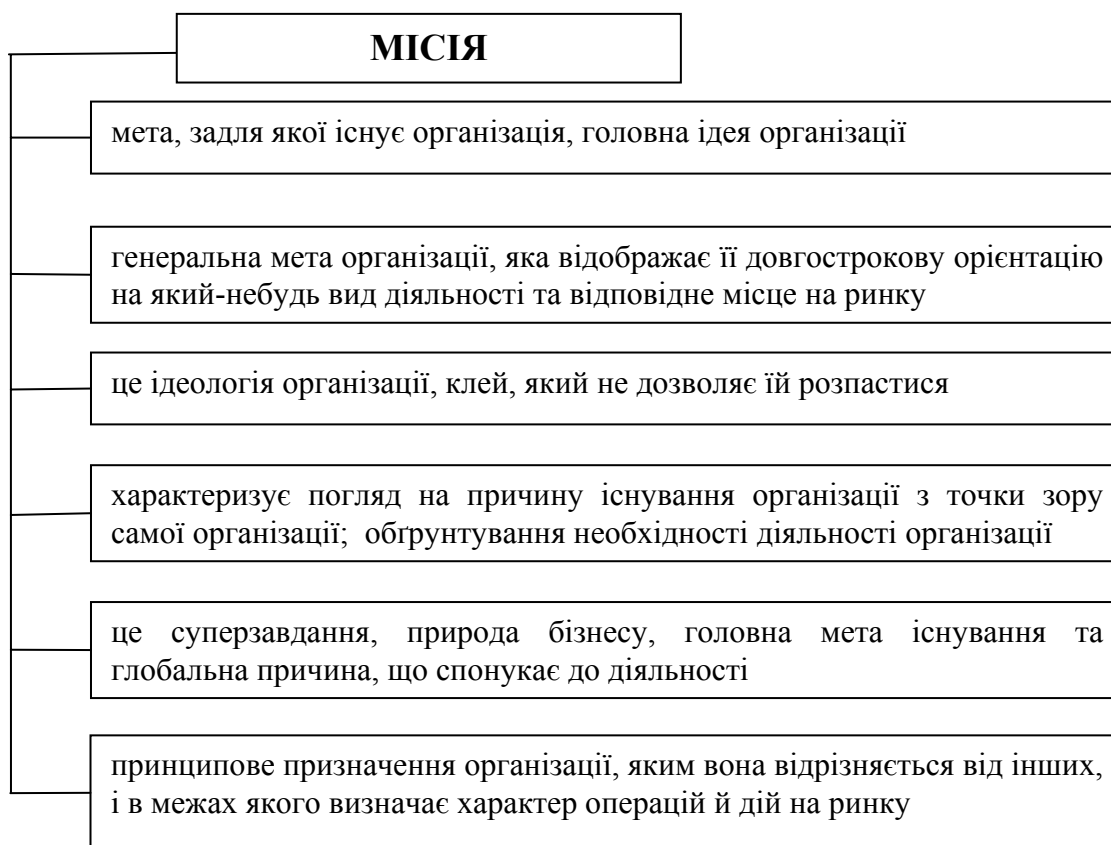 МІСІЯ
мета, задля якої існує організація, головна ідея організації
генеральна мета організації, яка відображає її довгострокову орієнтацію
на який-небудь вид діяльності та відповідне місце на ринку
це ідеологія організації, клей, який не дозволяє їй розпастися
характеризує погляд на причину існування організації з точки зору
самої організації; обґрунтування необхідності діяльності організації
це суперзавдання, природа бізнесу, головна мета існування та
глобальна причина, що спонукає до діяльності
принципове призначення організації, яким вона відрізняється від інших,
і в межах якого визначає характер операцій й дій на ринку